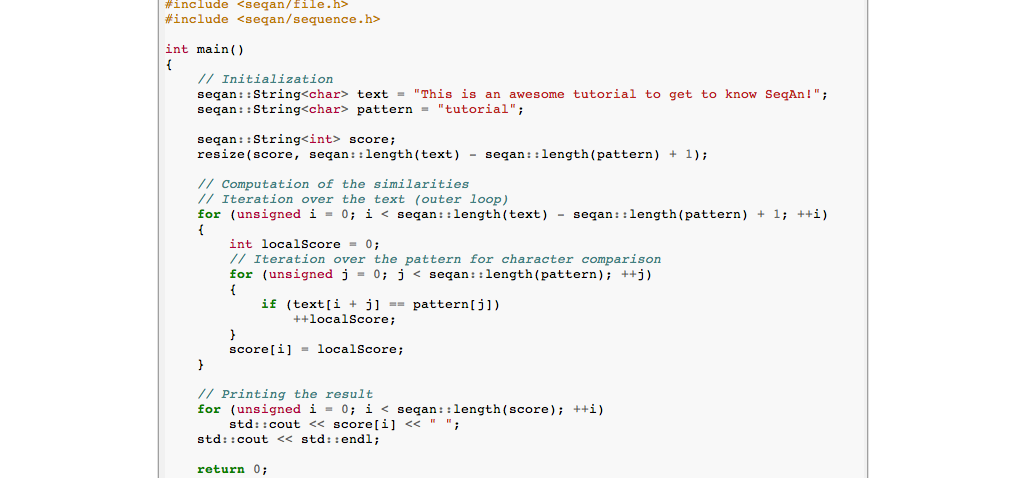 #include <seqan/file.h>
#include <seqan/sequence.h>

int main()
{
    // Initialization
    seqan::String<char> text = "This is an awesome tutorial to get to know SeqAn!";
    seqan::String<char> pattern = "tutorial";

    seqan::String<int> score;
    resize(score, seqan::length(text) - seqan::length(pattern) + 1);

    // Computation of the similarities
    // Iteration over the text (outer loop)
    for (unsigned i = 0; i < seqan::length(text) - seqan::length(pattern) + 1; ++i)
    {
        int localScore = 0;
        // Iteration over the pattern for character comparison
        for (unsigned j = 0; j < seqan::length(pattern); ++j)
        {
            if (text[i + j] == pattern[j])
                ++localScore;
        }
        score[i] = localScore;
    }

    // Printing the result
    for (unsigned i = 0; i < seqan::length(score); ++i)
        std::cout << score[i] << " ";
    std::cout << std::endl;

    return 0;